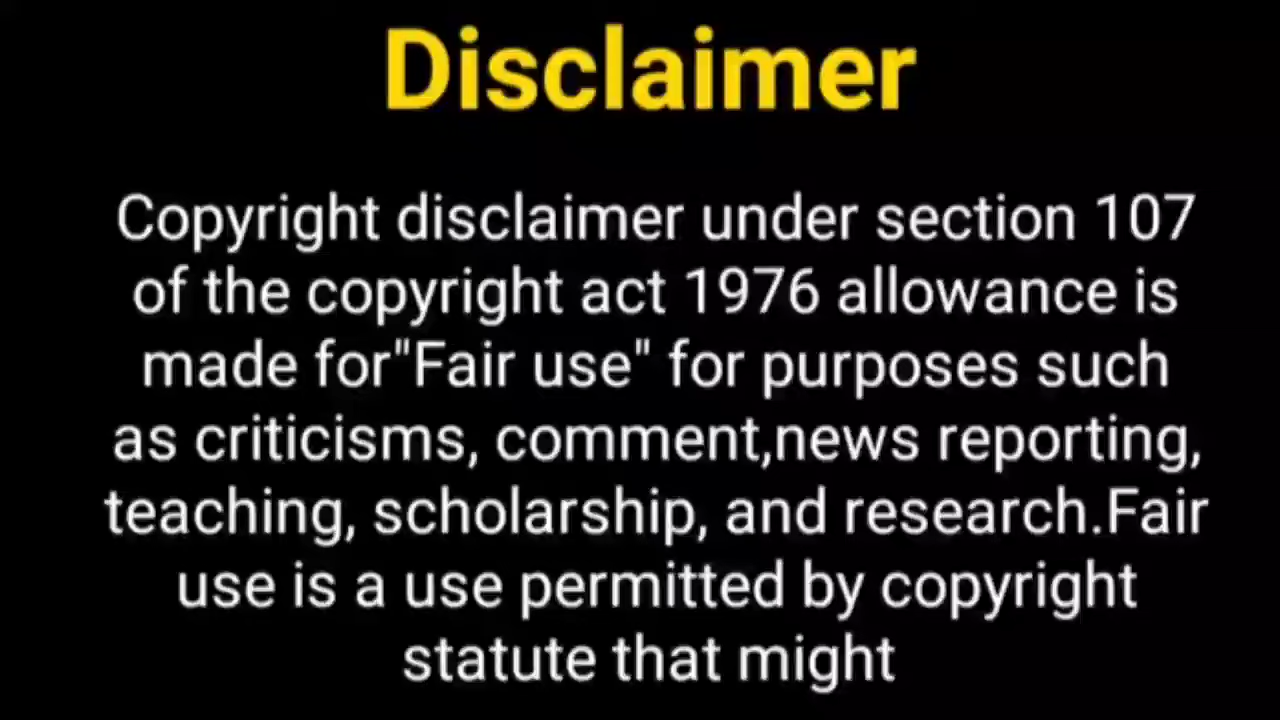 Disclaimer
Copyright disclaimer under section 107
of the copyright act 1976 allowance is
made for"Fair use" for purposes such
as criticisms, comment,news reporting,
teaching, scholarship, and research.Fair
use is a use permitted by copyright
statute that might